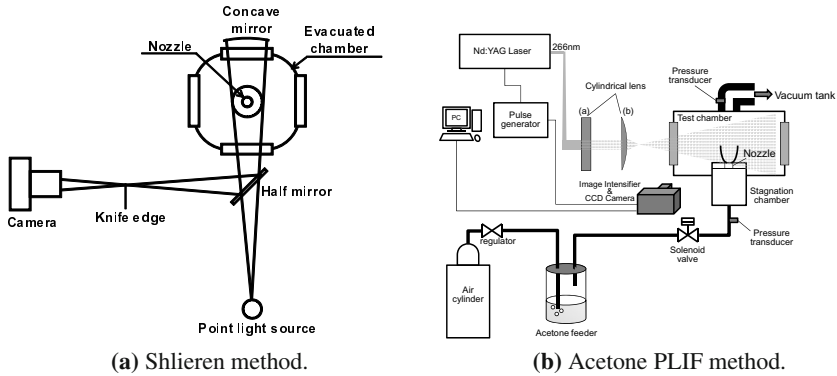 Concave
mirror
Evacuated
chamber
Nozzle
Half mirror
Camera
Knife edge
Point light source
(a) Shlieren method.
Nd:YAG Laser
266nm
Pressure
transducer
Vacuum tank
Cylindrical lens
(a)
(b)
Test chamber
PC
Pulse
generator
Nozzle
Image Intensifier
&
CCD Camera
Stagnation
chamber
regulator
Solenoid
valve
Pressure
transducer
Air
cylinder
Acetone feeder
(b) Acetone PLIF method.